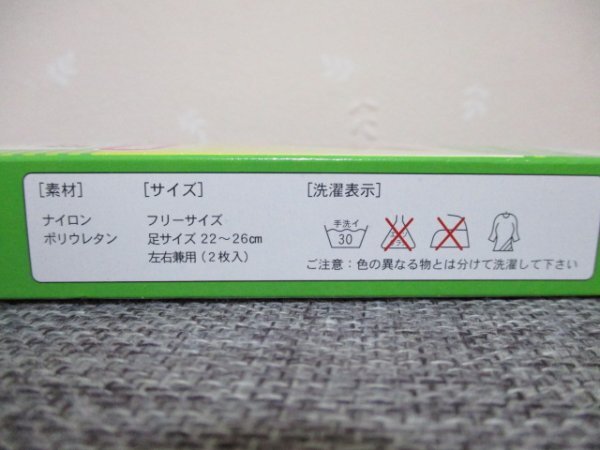 [素材]
ナイロン
ポリウレタン
[サイズ]
フリーサイズ
足サイズ 22〜26cm
左右兼用（2枚入）
[洗濯表示]
手洗イ
30
ご注意：色の異なる物とは分けて洗濯して下さい